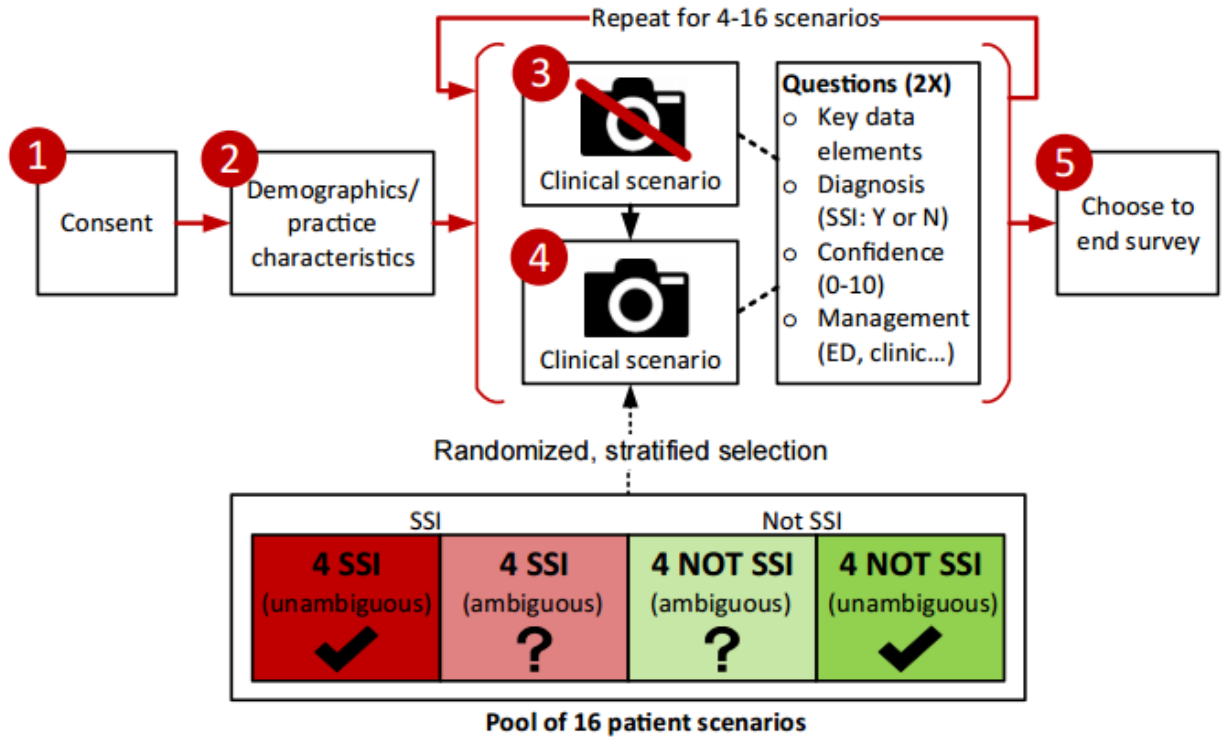 Repeat for 4-16 scenarios
1
Consent
2
Demographics/
practice
characteristics
3
Clinical scenario
4
Clinical scenario
Questions (2X)
o Key data
elements
o Diagnosis
(SSI: Y or N)
o Confidence
(0-10)
o Management
(ED, clinic...)
5
Choose to
end survey
Randomized, stratified selection
SSI
Not SSI
4 SSI
(unambiguous)
4 SSI
(ambiguous)
?
4 NOT SSI
(ambiguous)
?
4 NOT SSI
(unambiguous)
Pool of 16 patient scenarios